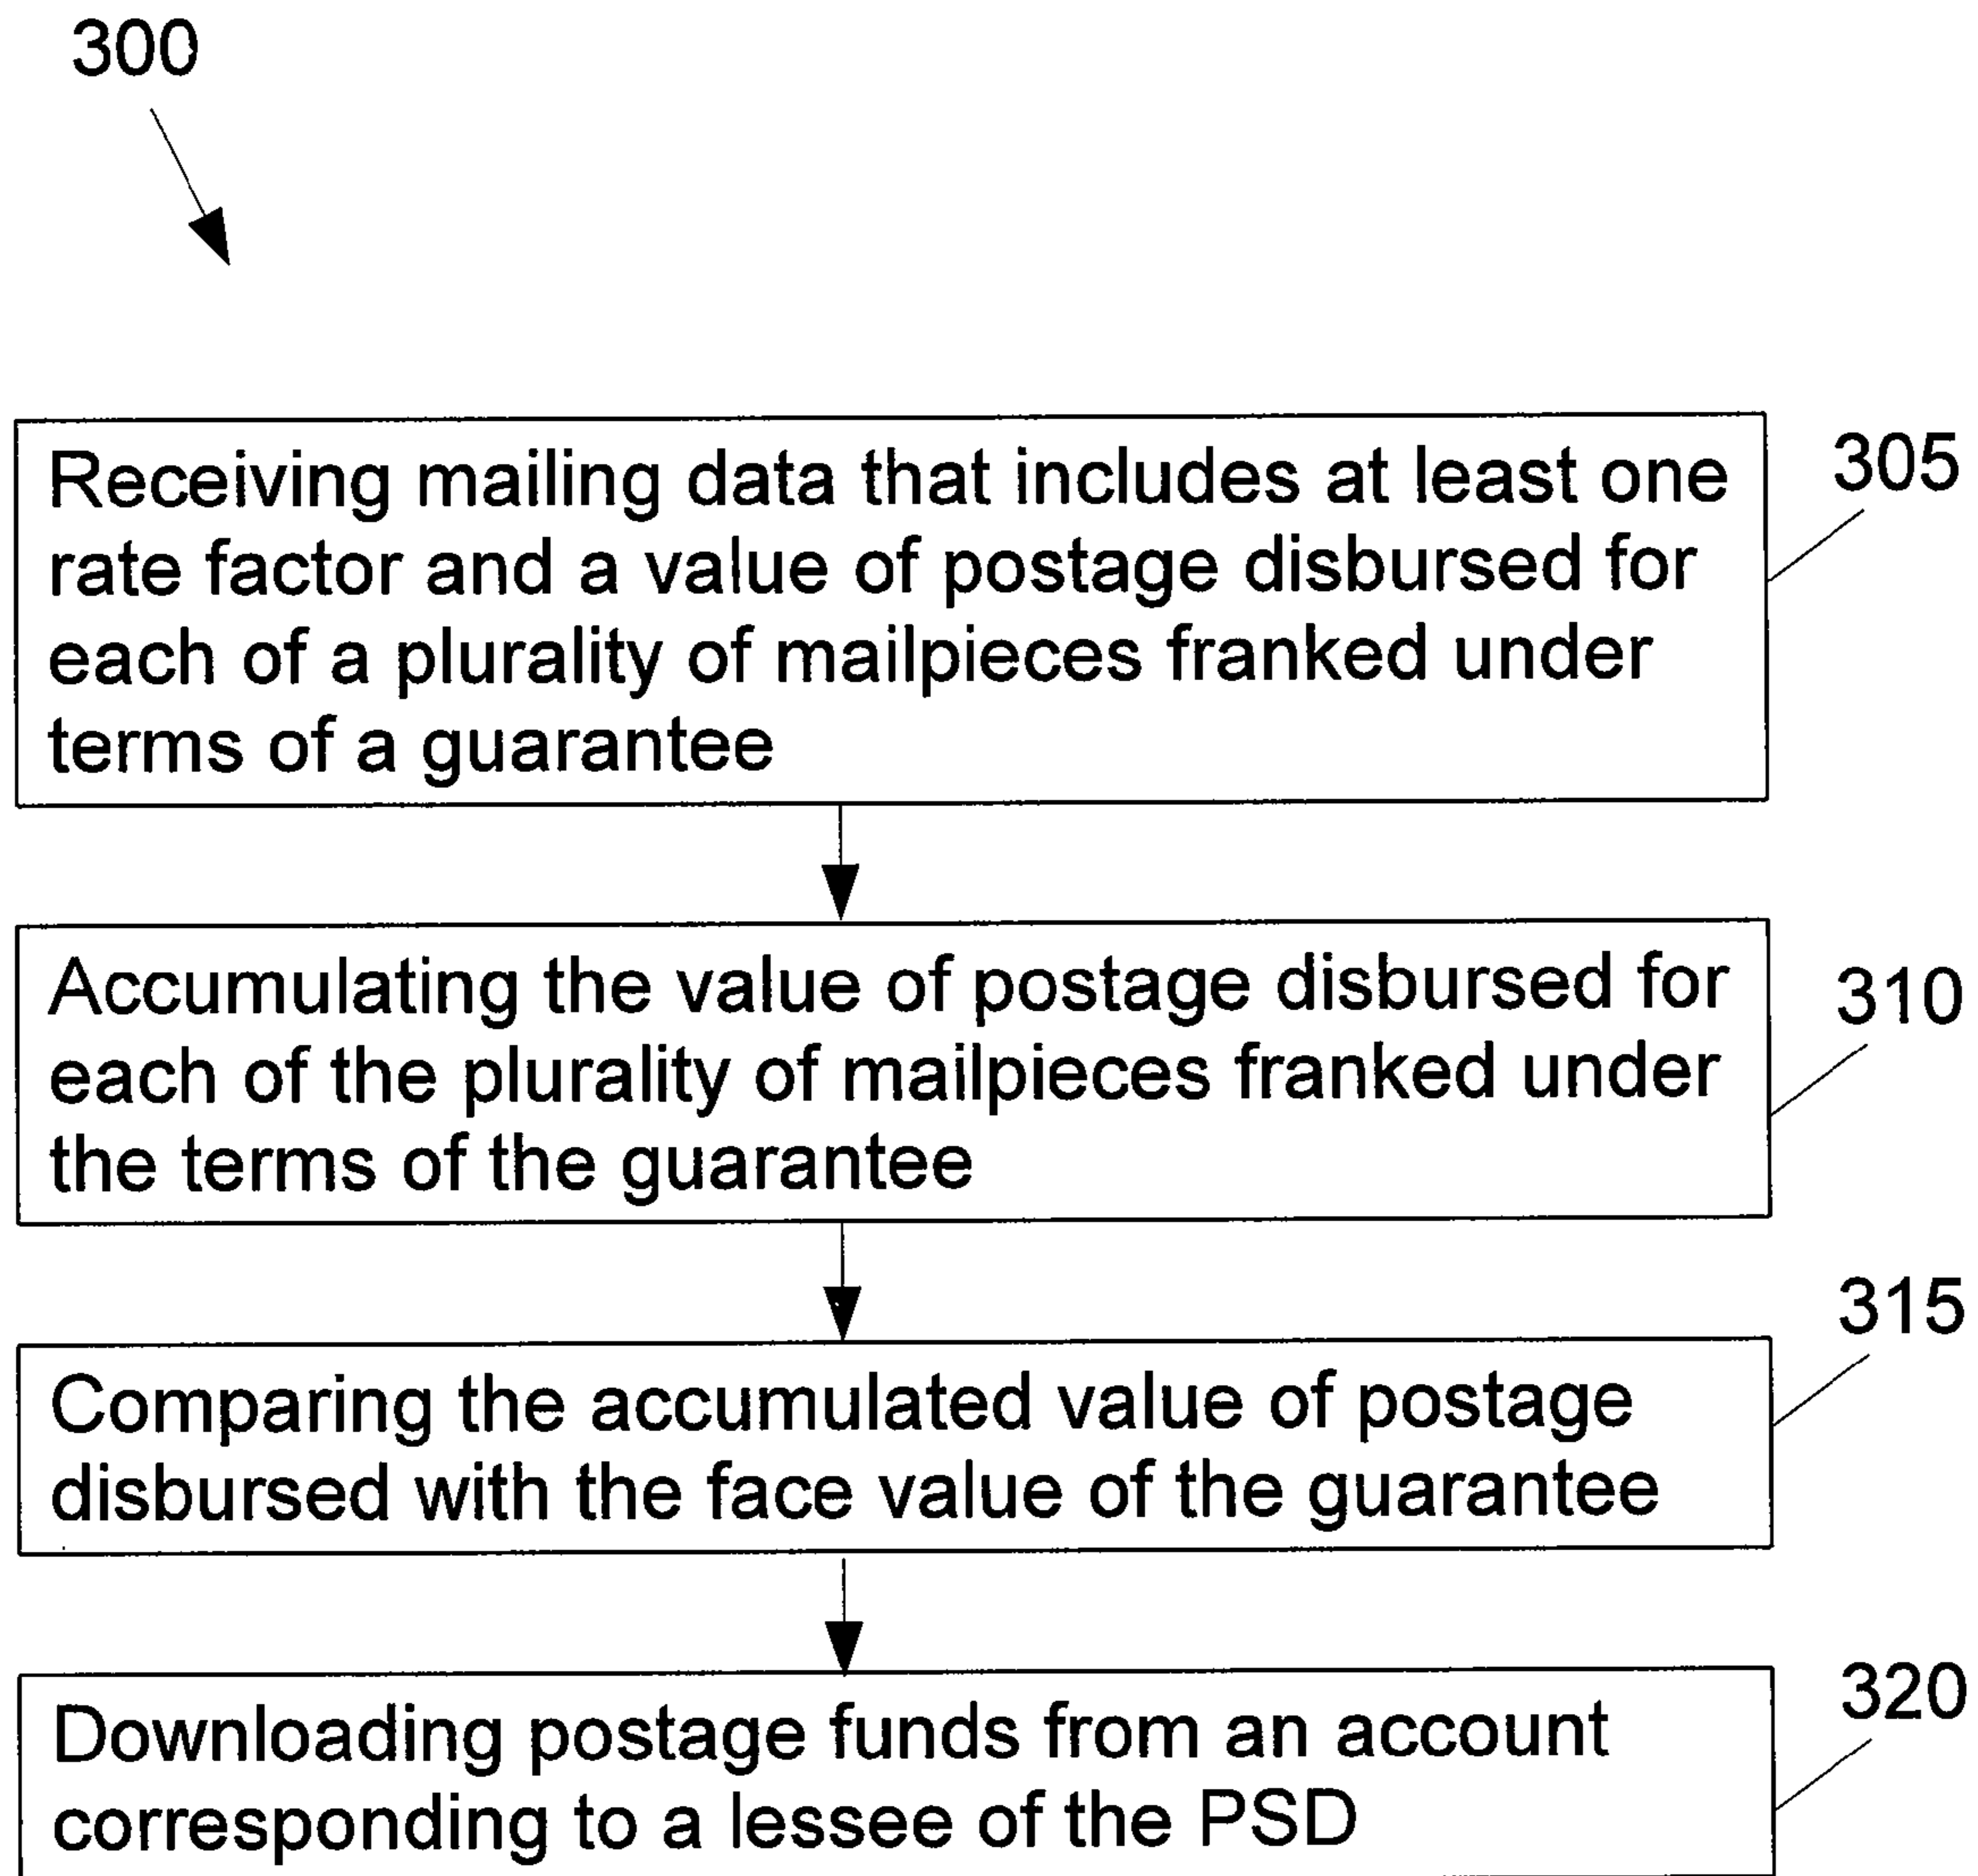 300
Receiving mailing data that includes at least one
rate factor and a value of postage disbursed for
each of a plurality of mailpieces franked under
terms of a guarantee
305
Accumulating the value of postage disbursed for
each of the plurality of mailpieces franked under
the terms of the guarantee
310
Comparing the accumulated value of postage
disbursed with the face value of the guarantee
315
Downloading postage funds from an account
corresponding to a lessee of the PSD
320